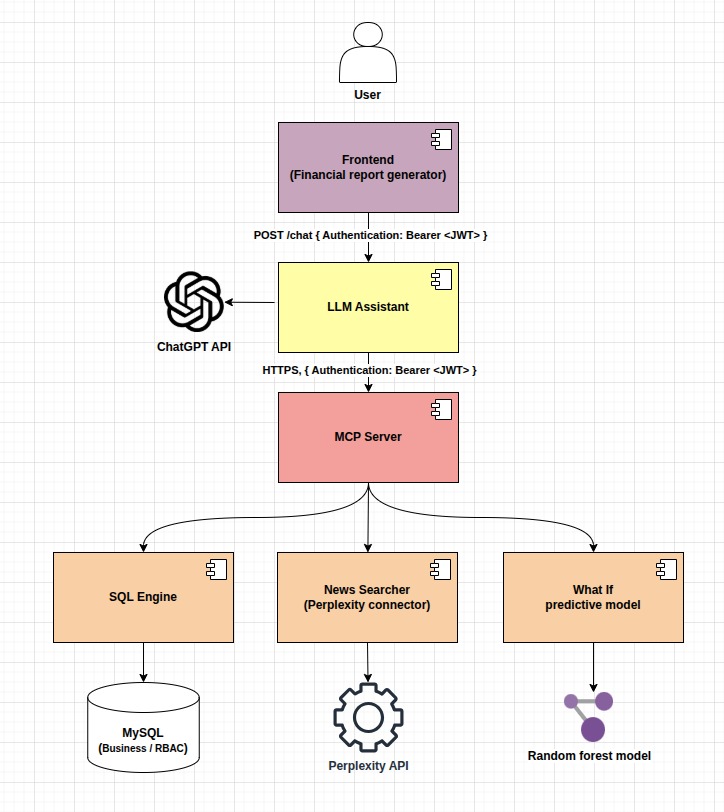 User
Frontend
(Financial report generator)
POST /chat { Authentication: Bearer <JWT> }
LLM Assistant
ChatGPT API
HTTPS, { Authentication: Bearer <JWT> }
MCP Server
SQL Engine
News Searcher
(Perplexity connector)
What If
predictive model
MySQL
(Business / RBAC)
Perplexity API
Random forest model